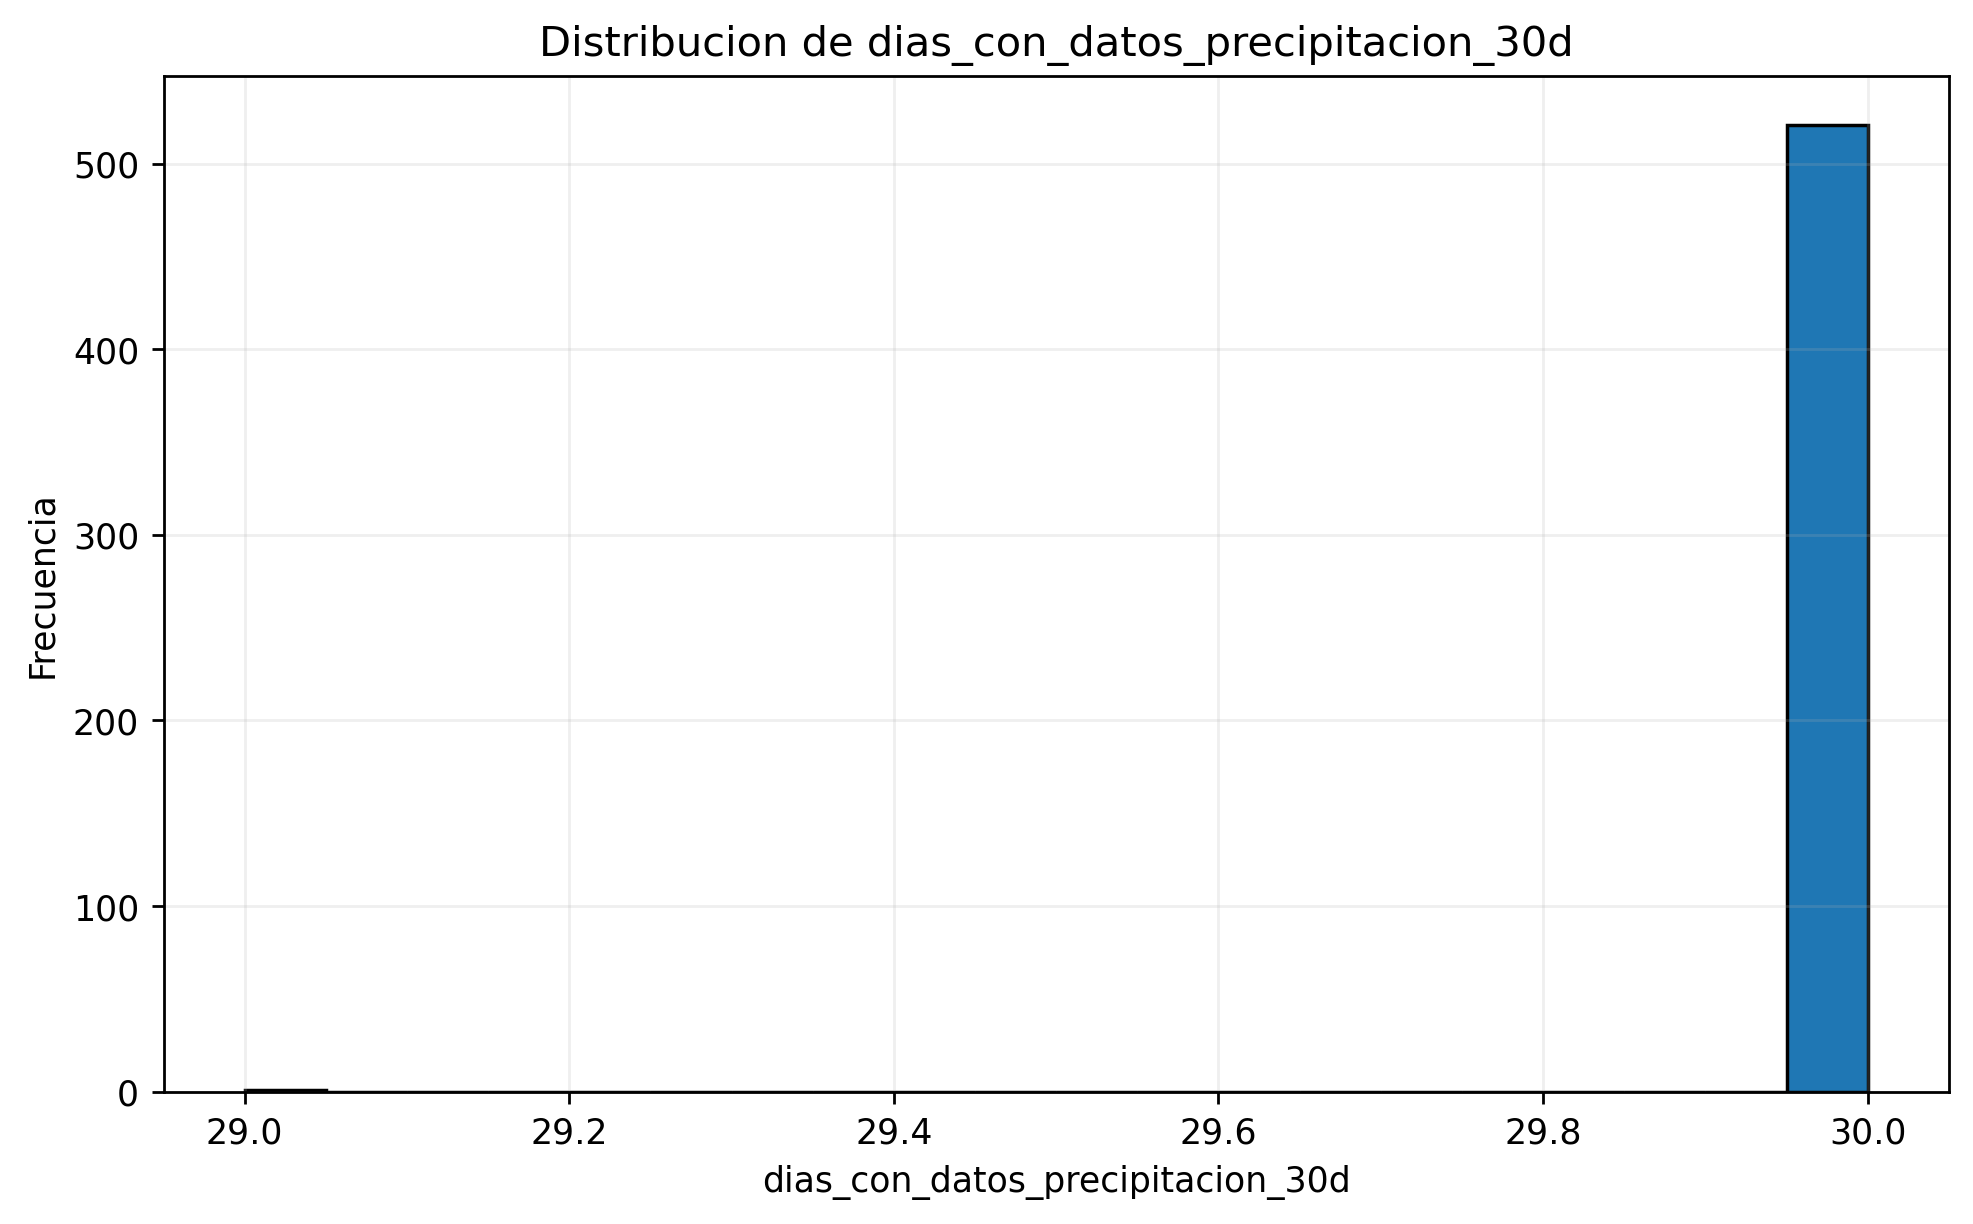 Distribucion de dias_con_datos_precipitacion_30d
Frecuencia
500
400
300
200
100
0
29.0 29.2 29.4 29.6 29.8 30.0
dias_con_datos_precipitacion_30d